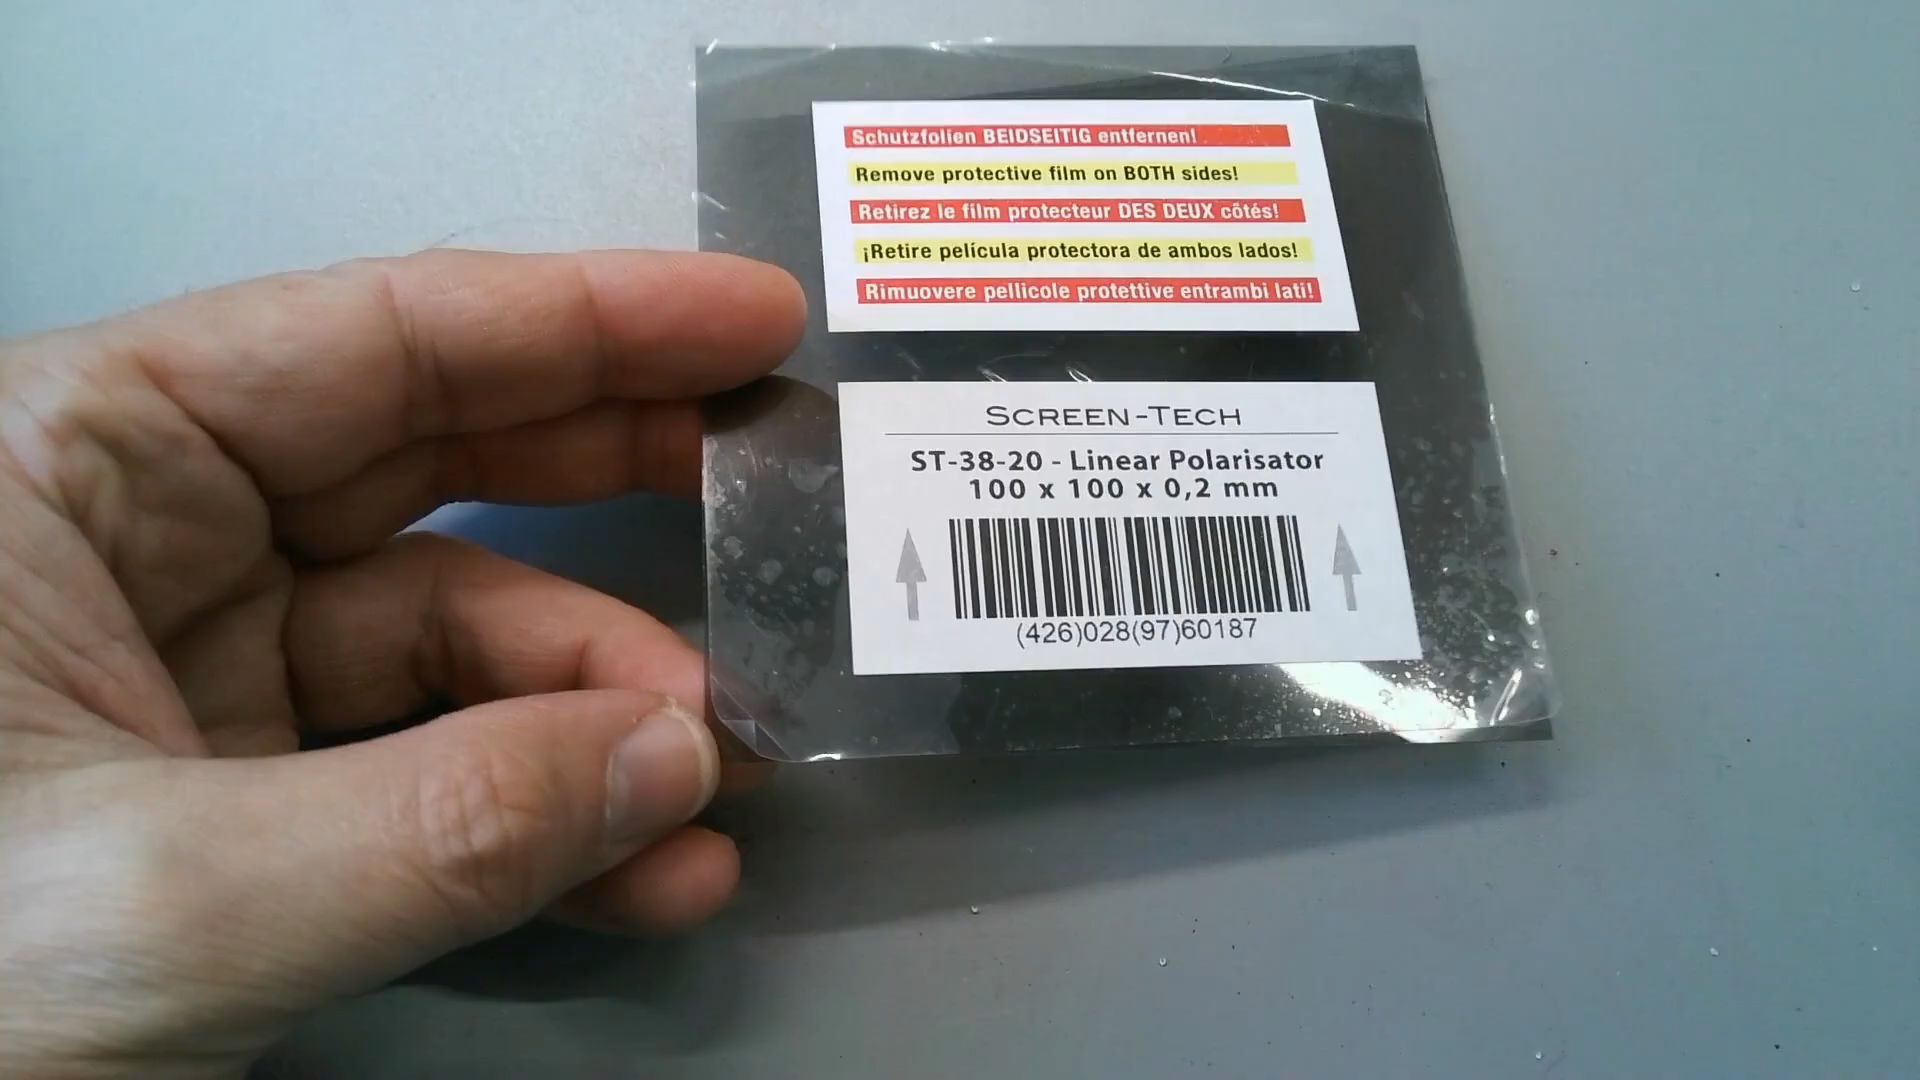 Schutzfolien BEIDSEITIG entfernen!
Remove protective film on BOTH sides!
Retirez le film protecteur DES DEUX côtés!
¡Retire película protectora de ambos lados!
Rimuovere pellicole protettive entrambi lati!
SCREEN-TECH
ST-38-20 - Linear Polarisator
100 x 100 x 0,2 mm
(426)028(97)60187